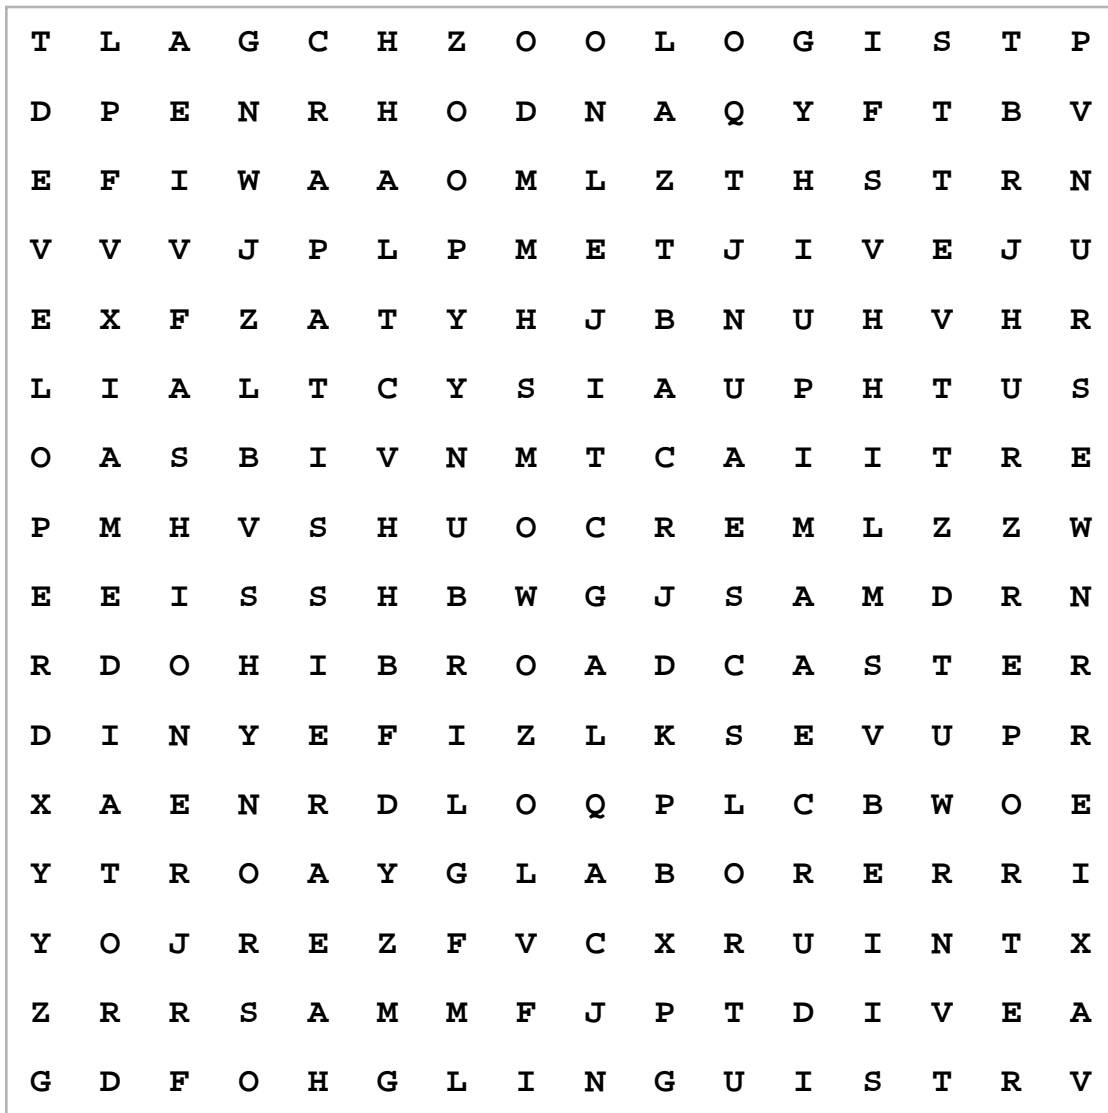 T L A G C H Z O O L O G I S T P
D P E N R H O D N A Q Y F T B V
E F I W A A O M L Z T H S T R N
V V V J P L P M E T J I V E J U
E X F Z A T Y H J B N U H V H R
L I A L T C Y S I A U P H T U S
O A S B I V N M T C A I I T R E
P M H V S H U O C R E M L Z Z W
E E I S S H B W G J S A M D R N
R D O H I B R O A D C A S T E R
D I N Y E F I Z L K S E V U P R
X A E N R D L O Q P L C B W O E
Y T R O A Y G L A B O R E R R I
Y O J R E Z F V C X R U I N T X
Z R R S A M M F J P T D I V E A
G D F O H G L I N G U I S T R V